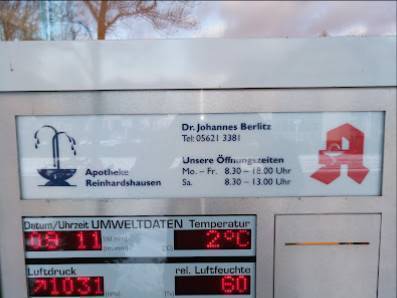 Dr. Johannes Berlitz
Tel: 05621 3381
Apotheke
Reinhardshausen
Unsere Öffnungszeiten
Mo. - Fr. 8.30 - 18.00 Uhr
Sa. 8.30 - 13.00 Uhr
Datum/Uhrzeit UMWELTDATEN Temperatur
09 11 2°C
Luftdruck rel. Luftfeuchte
1031 60